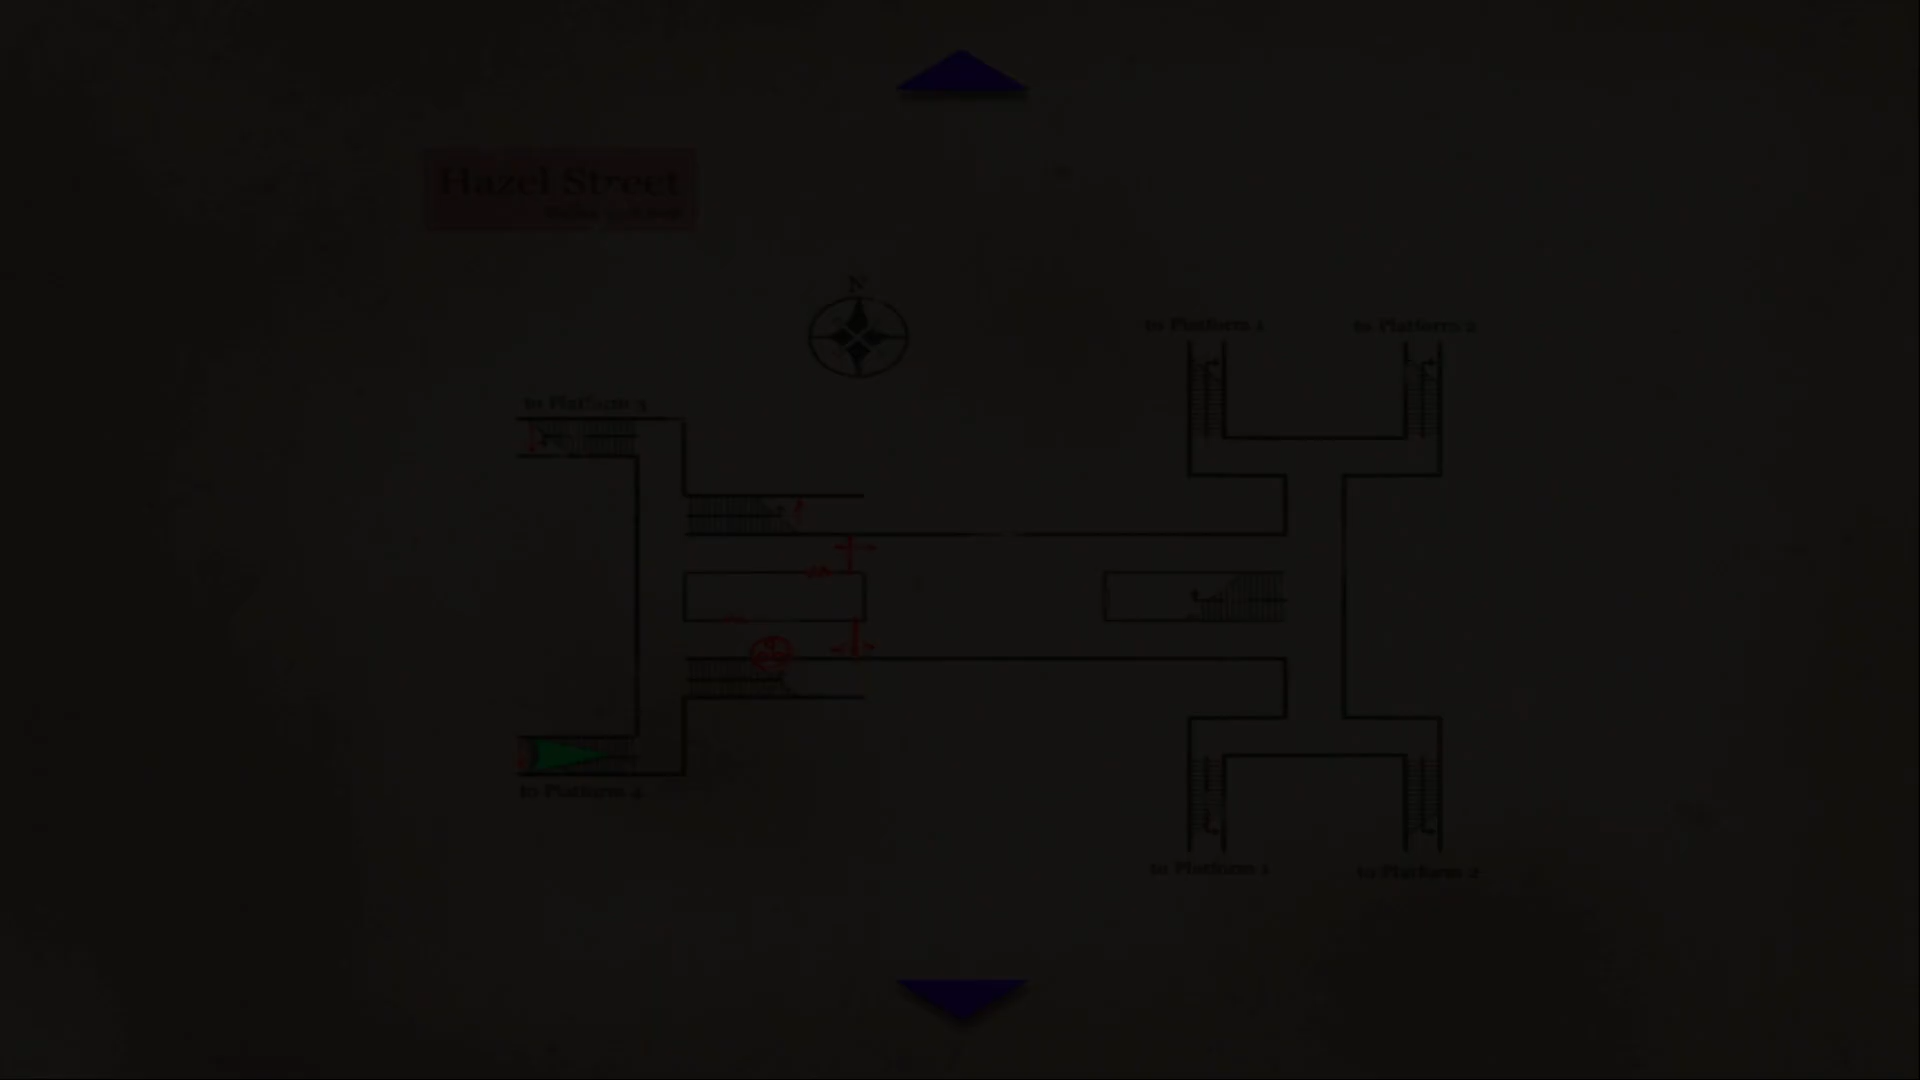 Hazel Street
N
to Platform 1
to Platform 2
to Platform 3
to Platform 4
to Platform 1
to Platform 2